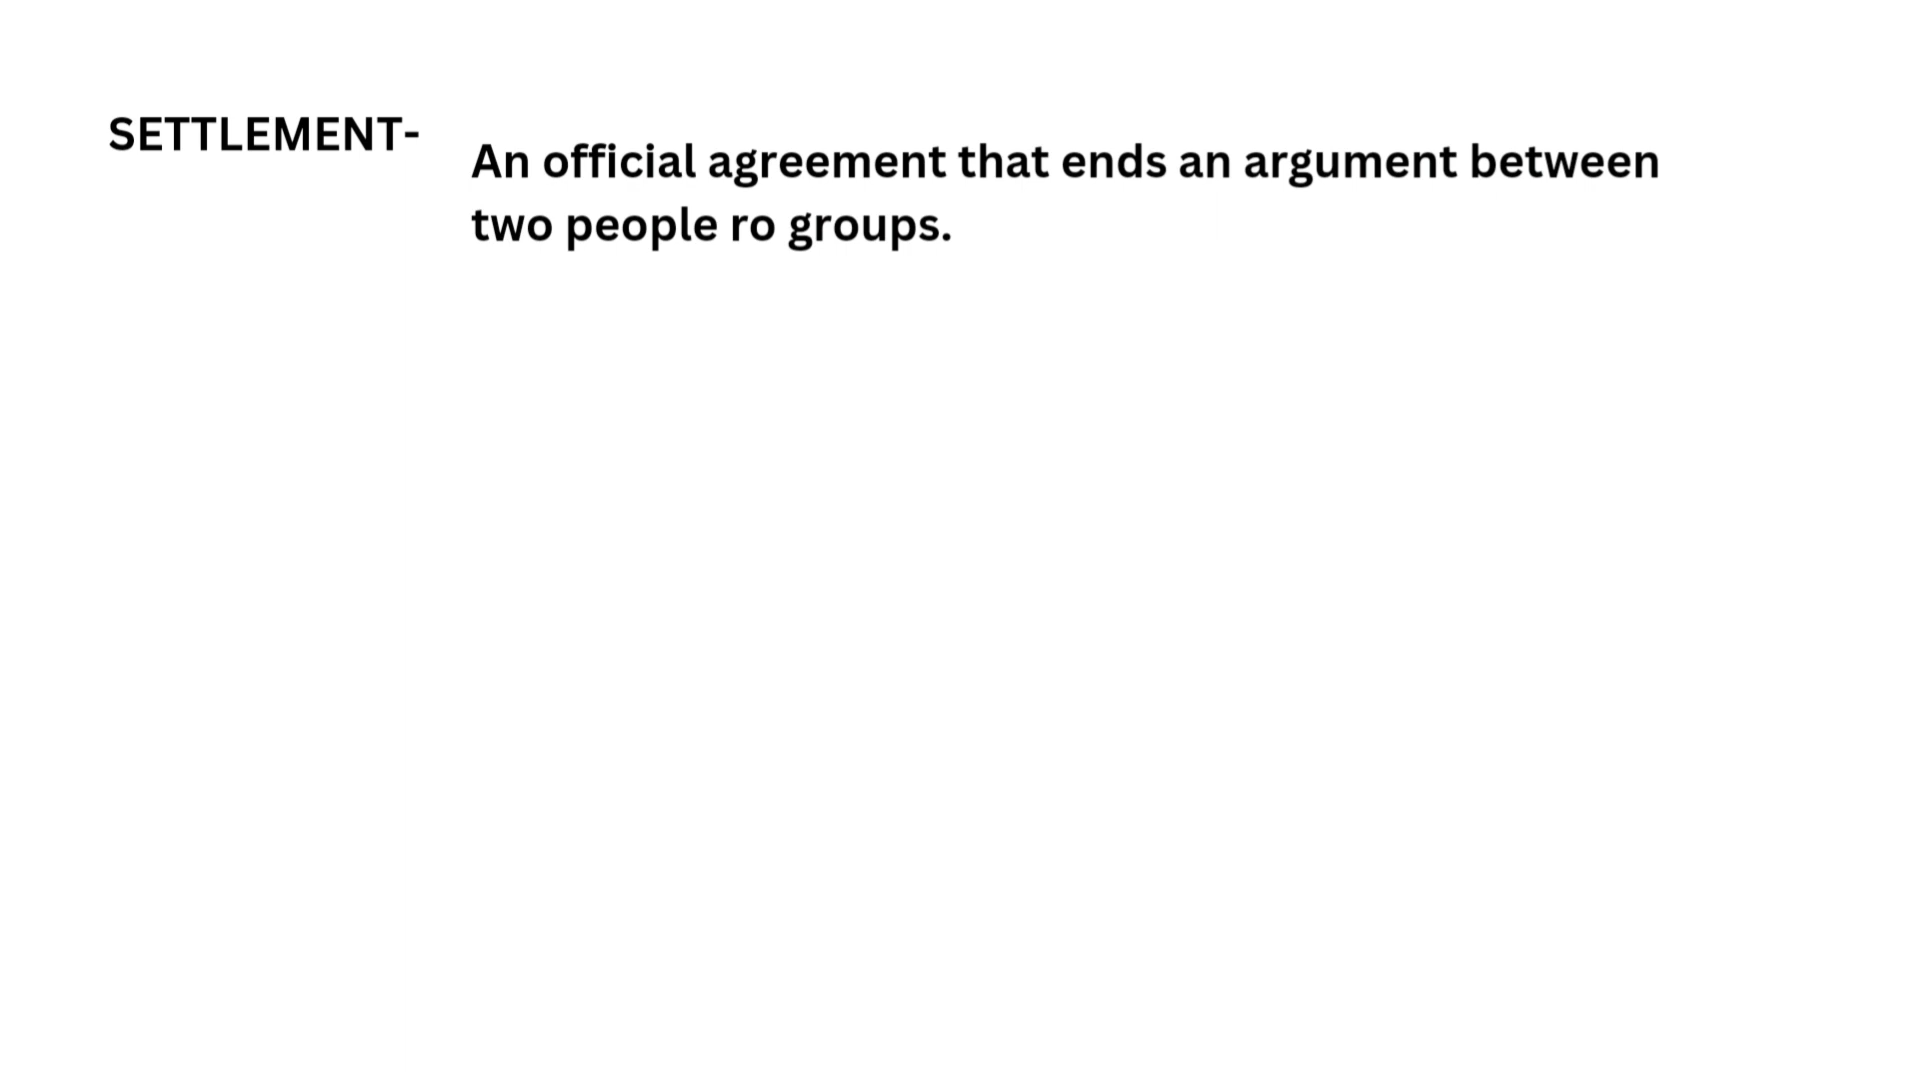 SETTLEMENT-
An official agreement that ends an argument between
two people ro groups.